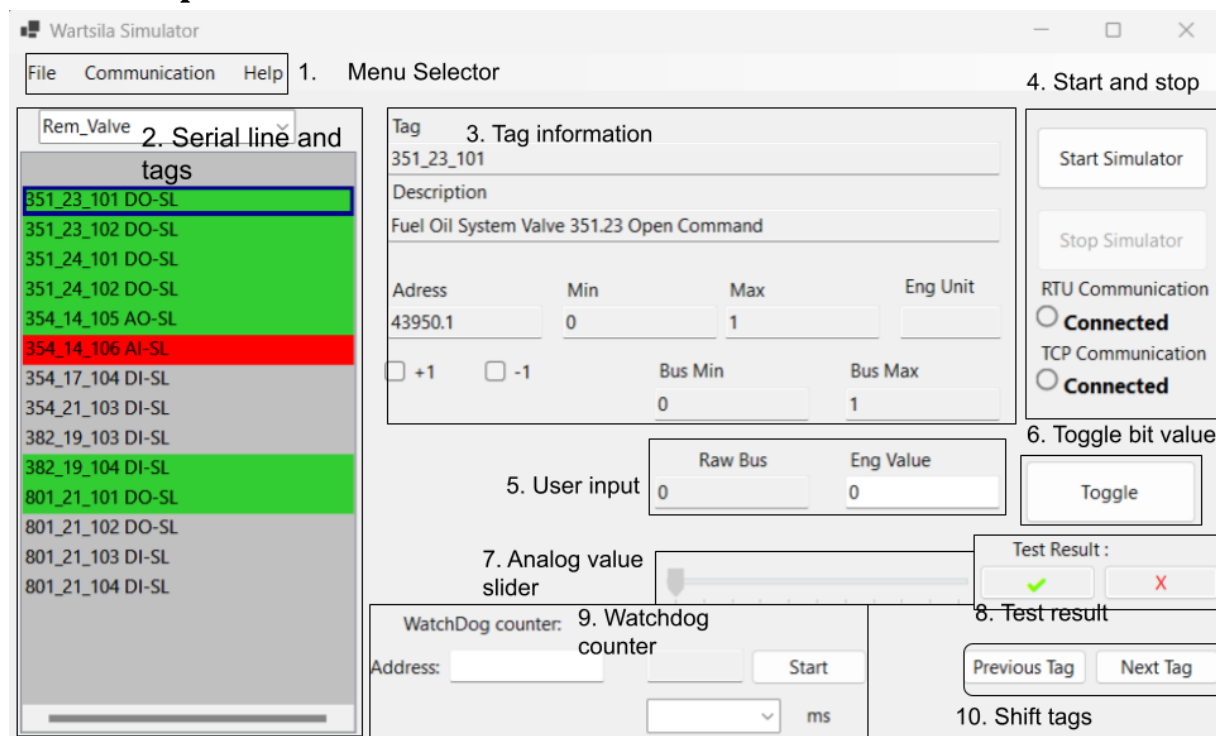 Wartsila Simulator
File Communication Help
1. Menu Selector
Rem_Valve
2. Serial line and
tags
351_23_101 DO-SL
351_23_102 DO-SL
351_24_101 DO-SL
351_24_102 DO-SL
354_14_105 AO-SL
354_14_106 AI-SL
354_17_104 DI-SL
354_21_103 DI-SL
382_19_103 DI-SL
382_19_104 DI-SL
801_21_101 DO-SL
801_21_102 DO-SL
801_21_103 DI-SL
801_21_104 DI-SL
Tag
3. Tag information
351_23_101
Description
Fuel Oil System Valve 351.23 Open Command
Adress Min Max Eng Unit
43950.1 0 1
+1 -1 Bus Min Bus Max
0 1
4. Start and stop
Start Simulator
Stop Simulator
RTU Communication
Connected
TCP Communication
Connected
5. User input
Raw Bus Eng Value
0 0
6. Toggle bit value
Toggle
7. Analog value
slider
Test Result :
X
8. Test result
WatchDog counter:
9. Watchdog
counter
Address: Start
ms
Previous Tag Next Tag
10. Shift tags